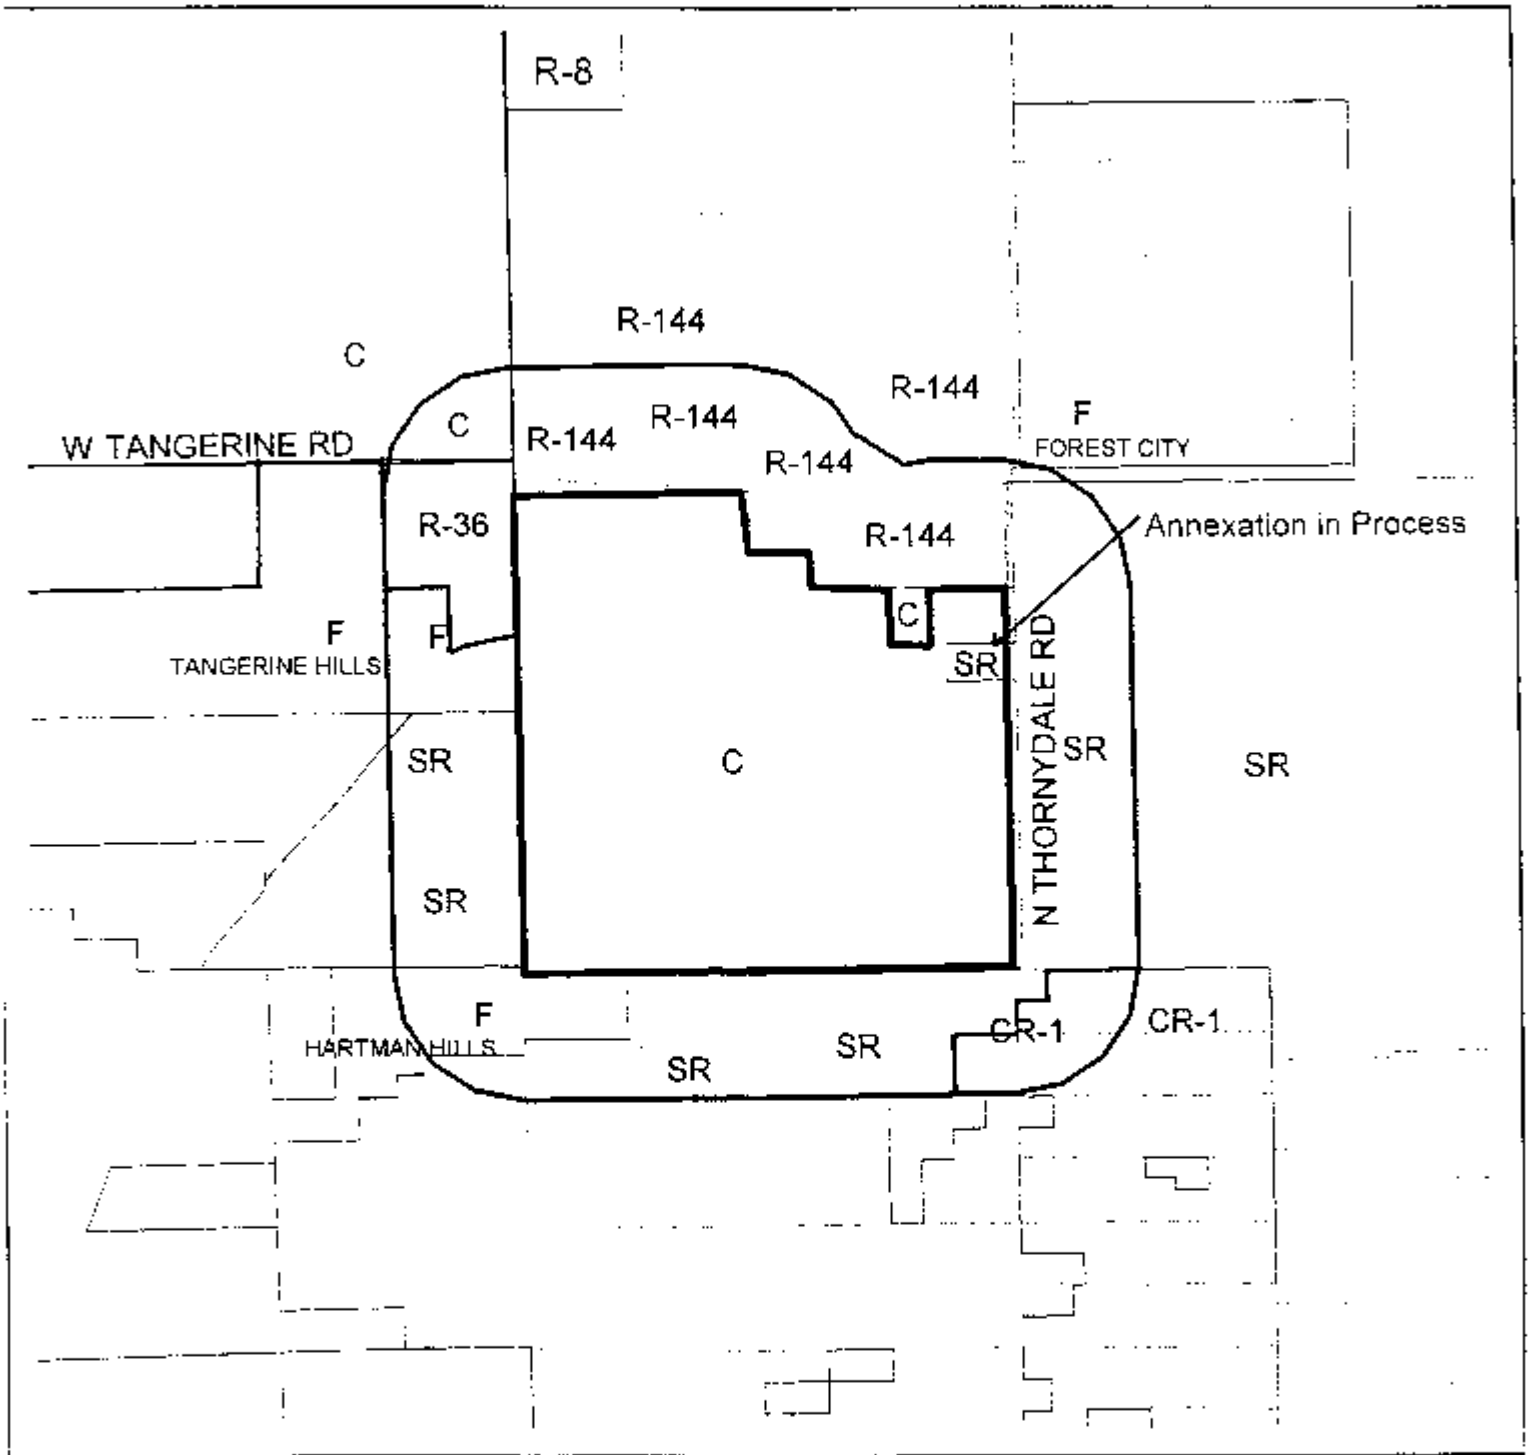 R-8
R-144
C
R-144
F
C
R-144
R-144
W TANGERINE RD
FOREST CITY
R-144
R-36
Annexation in Process
R-144
C
F
F
TANGERINE HILLS
SR
N THORNYDALE RD
SR
C
SR
SR
SR
F
CR-1
CR-1
HARTMAN HILLS
SR
SR